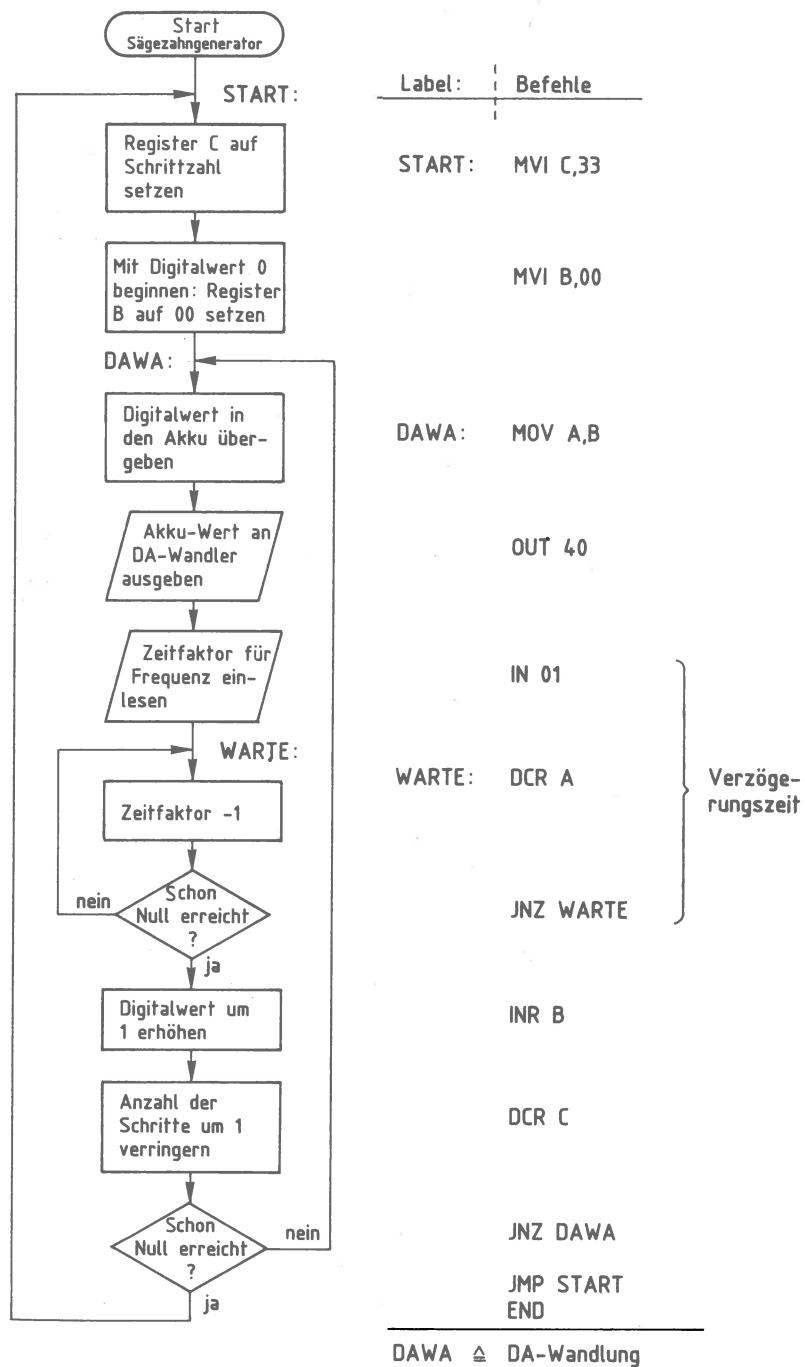 Start
Sägezahngenerator
START:
Label: Befehle
Register C auf
Schrittzahl
setzen
START: MVI C,33
Mit Digitalwert 0
beginnen: Register
B auf 00 setzen
MVI B,00
DAWA:
Digitalwert in
den Akku über-
geben
DAWA: MOV A,B
Akku-Wert an
DA-Wandler
ausgeben
OUT 40
Zeitfaktor für
Frequenz ein-
lesen
IN 01
WARTE:
Zeitfaktor -1
WARTE: DCR A
Verzöge-
rungszeit
Schon
Null erreicht
?
nein
ja
JNZ WARTE
Digitalwert um
1 erhöhen
INR B
Anzahl der
Schritte um 1
verringern
DCR C
Schon
Null erreicht
?
nein
ja
JNZ DAWA
JMP START
END
DAWA ≙ DA-Wandlung